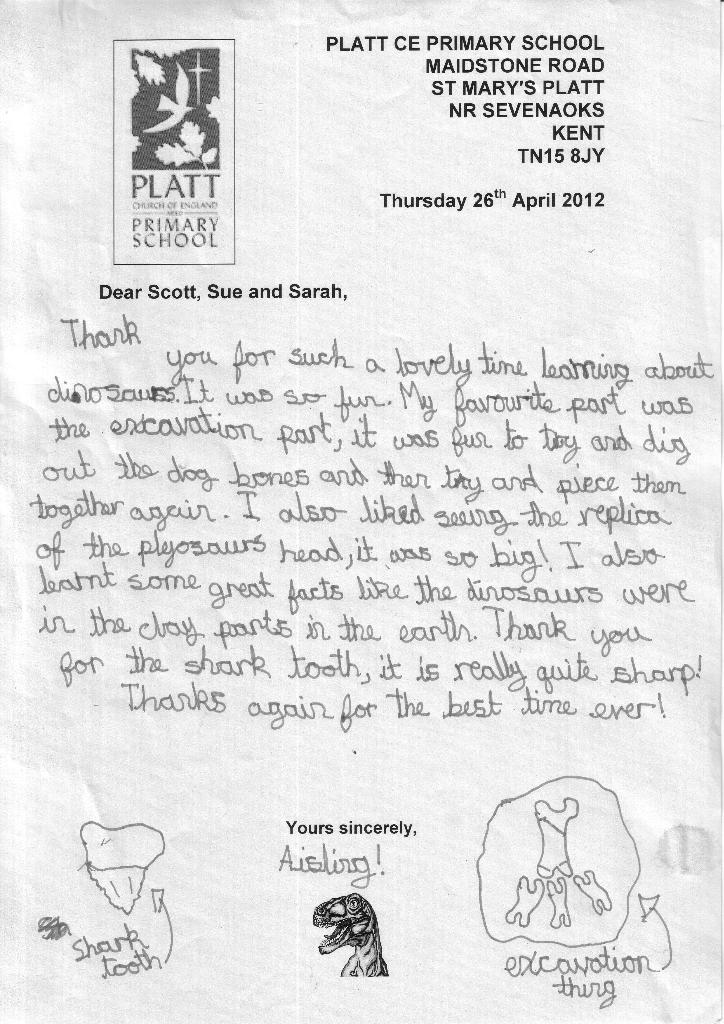 PLATT CE PRIMARY SCHOOL
MAIDSTONE ROAD
ST MARY'S PLATT
NR SEVENAOKS
KENT
TN15 8JY
Thursday 26th April 2012
PLATT
CHURCH OF ENGLAND
PRIMARY
SCHOOL
Dear Scott, Sue and Sarah,
Thank
you for such a lovely time learning about
dinosaurs. It was so fun. My favourite part was
the excavation part, it was fun to try and dig
out the dog bones and then try and piece them
together again. I also liked seeing the replica
of the pleyosaurs head, it was so big! I also
learnt some great facts like the dinosaurs were
in the clay parts in the earth. Thank you
for the shark tooth, it is really quite sharp!
Thanks again for the best time ever!
Yours sincerely,
Aisling!
shark
tooth
excavation
thing